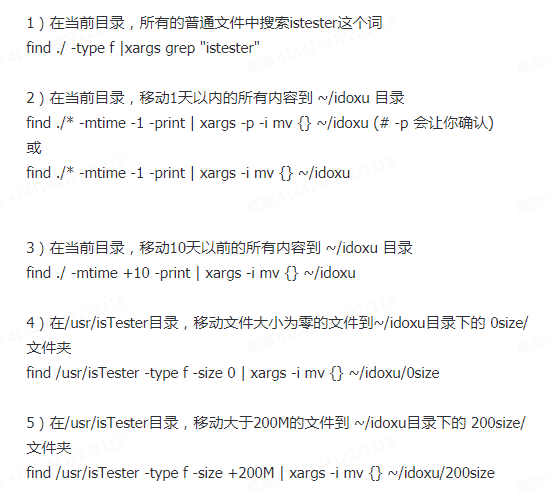 1）在当前目录，所有的普通文件中搜索istester这个词
find ./ -type f |xargs grep "istester"
2）在当前目录，移动1天以内的所有内容到 ~/idoxu 目录
find ./* -mtime -1 -print | xargs -p -i mv {} ~/idoxu (# -p 会让你确认)
或
find ./* -mtime -1 -print | xargs -i mv {} ~/idoxu
3）在当前目录，移动10天以前的所有内容到 ~/idoxu 目录
find ./ -mtime +10 -print | xargs -i mv {} ~/idoxu
4）在/usr/isTester目录，移动文件大小为零的文件到~/idoxu目录下的 0size/
文件夹
find /usr/isTester -type f -size 0 | xargs -i mv {} ~/idoxu/0size
5）在/usr/isTester目录，移动大于200M的文件到 ~/idoxu目录下的 200size/
文件夹
find /usr/isTester -type f -size +200M | xargs -i mv {} ~/idoxu/200size